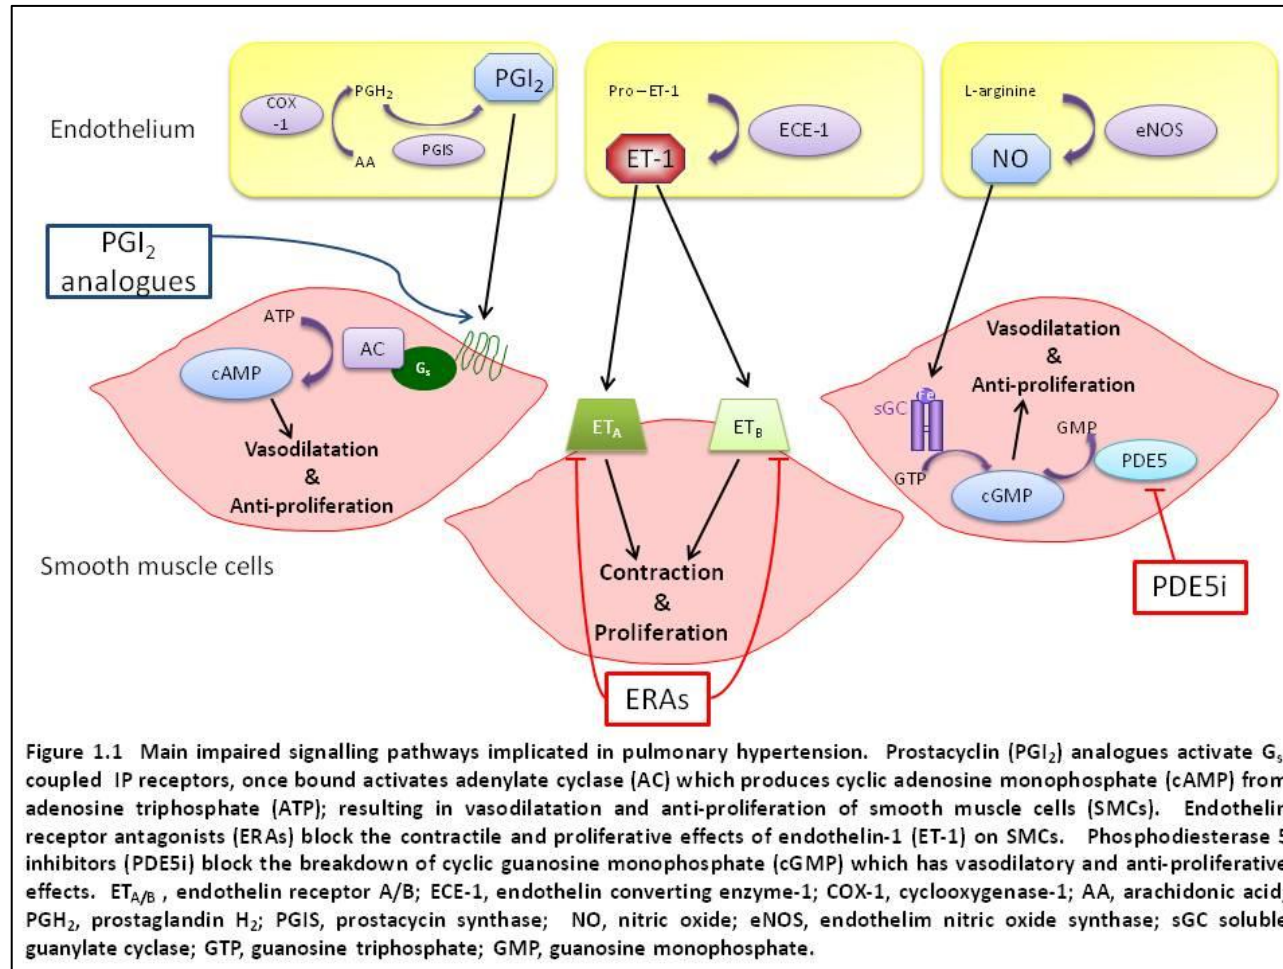 Endothelium
COX
-1
PGH₂
AA
PGIS
PGI₂
Pro–ET-1
ECE-1
ET-1
L-arginine
eNOS
NO
PGI₂
analogues
ATP
AC
Gs
cAMP
Vasodilatation
&
Anti-proliferation
ETA
ETB
Contraction
&
Proliferation
Vasodilatation
&
Anti-proliferation
sGC
Fe
GTP
cGMP
GMP
PDE5
Smooth muscle cells
PDE5i
ERAs
Figure 1.1 Main impaired signalling pathways implicated in pulmonary hypertension. Prostacyclin (PGI₂) analogues activate Gs
coupled IP receptors, once bound activates adenylate cyclase (AC) which produces cyclic adenosine monophosphate (cAMP) from
adenosine triphosphate (ATP); resulting in vasodilatation and anti-proliferation of smooth muscle cells (SMCs). Endothelin
receptor antagonists (ERAs) block the contractile and proliferative effects of endothelin-1 (ET-1) on SMCs. Phosphodiesterase 5
inhibitors (PDE5i) block the breakdown of cyclic guanosine monophosphate (cGMP) which has vasodilatory and anti-proliferative
effects. ETA/B , endothelin receptor A/B; ECE-1, endothelin converting enzyme-1; COX-1, cyclooxygenase-1; AA, arachidonic acid;
PGH₂, prostaglandin H₂; PGIS, prostacycin synthase; NO, nitric oxide; eNOS, endothelim nitric oxide synthase; sGC soluble
guanylate cyclase; GTP, guanosine triphosphate; GMP, guanosine monophosphate.